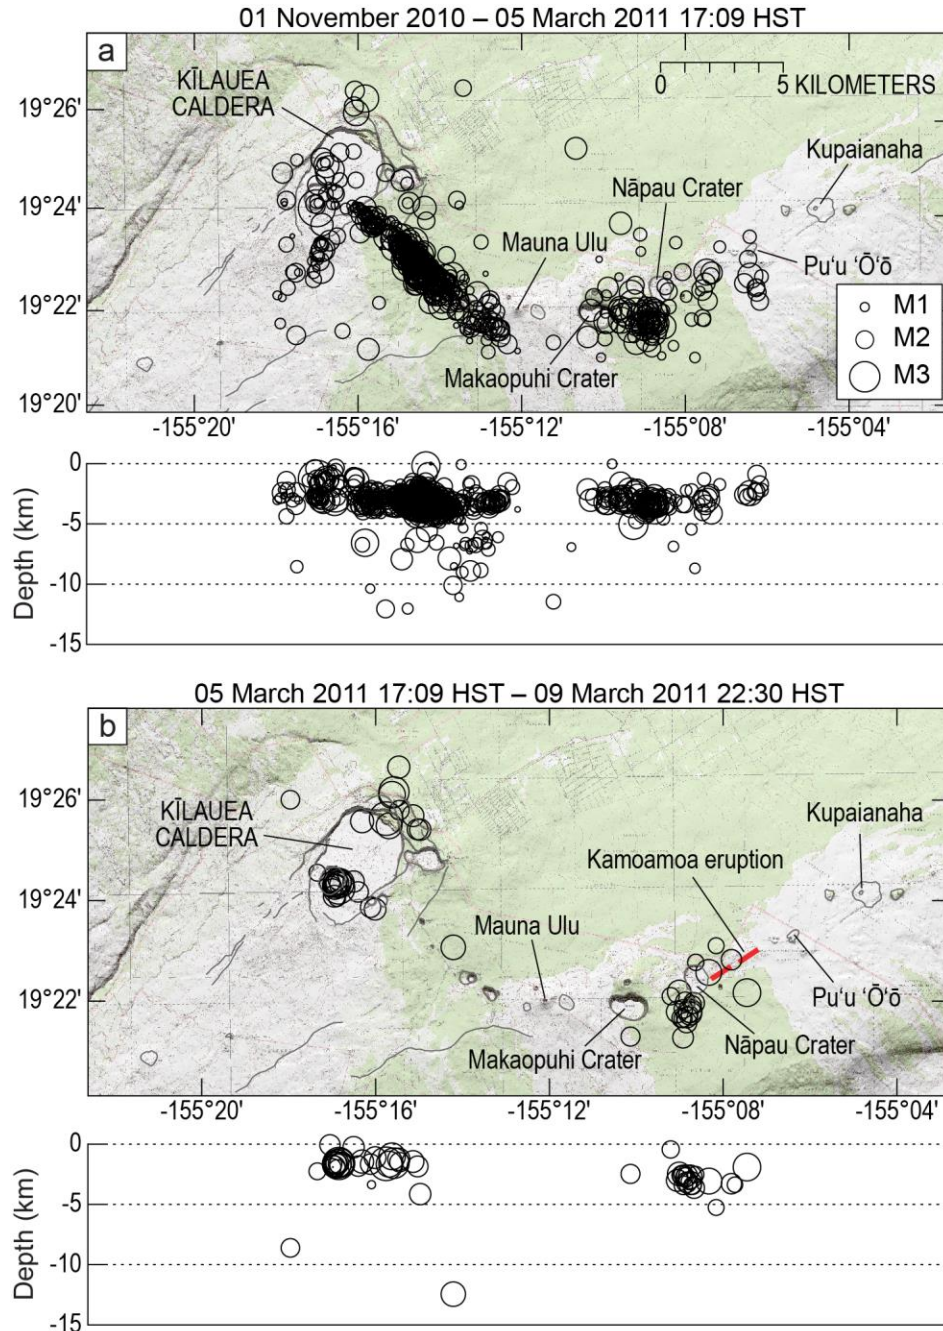 01 November 2010 – 05 March 2011 17:09 HST
a
KĪLAUEA
CALDERA
5 KILOMETERS
0
19°26'
19°24'
19°22'
19°20'
Kupaianaha
Nāpau Crater
Mauna Ulu
Pu‘u ‘Ō‘ō
Makaopuhi Crater
M1
M2
M3
-155°20'
-155°16'
-155°12'
-155°08'
-155°04'
Depth (km)
0
-5
-10
-15
05 March 2011 17:09 HST – 09 March 2011 22:30 HST
b
KĪLAUEA
CALDERA
19°26'
19°24'
19°22'
Kupaianaha
Kamoamoa eruption
Mauna Ulu
Pu‘u ‘Ō‘ō
Makaopuhi Crater
Nāpau Crater
-155°20'
-155°16'
-155°12'
-155°08'
-155°04'
Depth (km)
0
-5
-10
-15